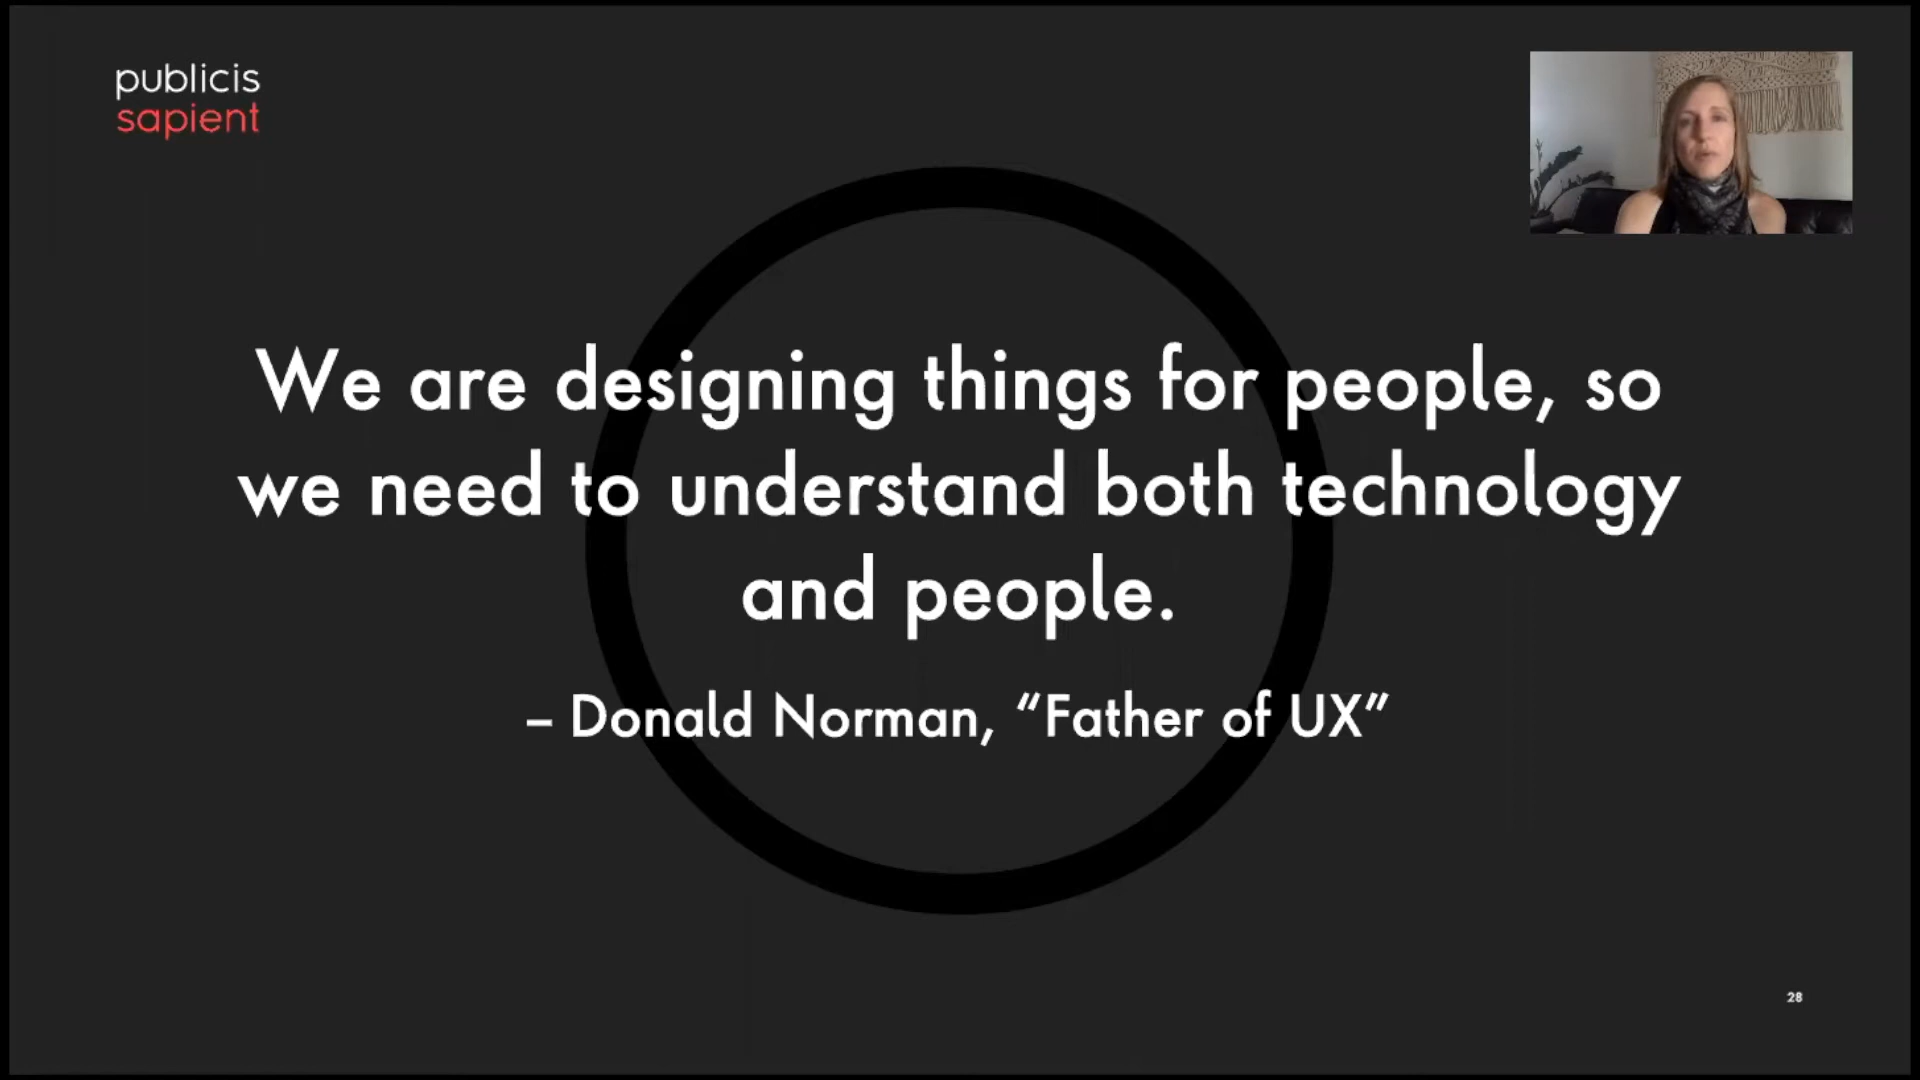 publicis
sapient
We are designing things for people, so
we need to understand both technology
and people.
– Donald Norman, “Father of UX”
28